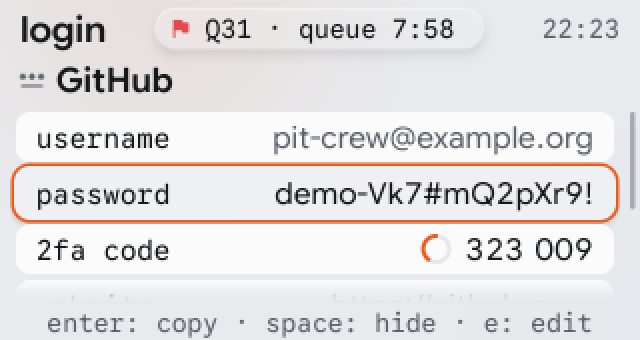 login
Q31 · queue 7:58
22:23
GitHub
username pit-crew@example.org
password demo-Vk7#mQ2pXr9!
2fa code 323 009
enter: copy · space: hide · e: edit